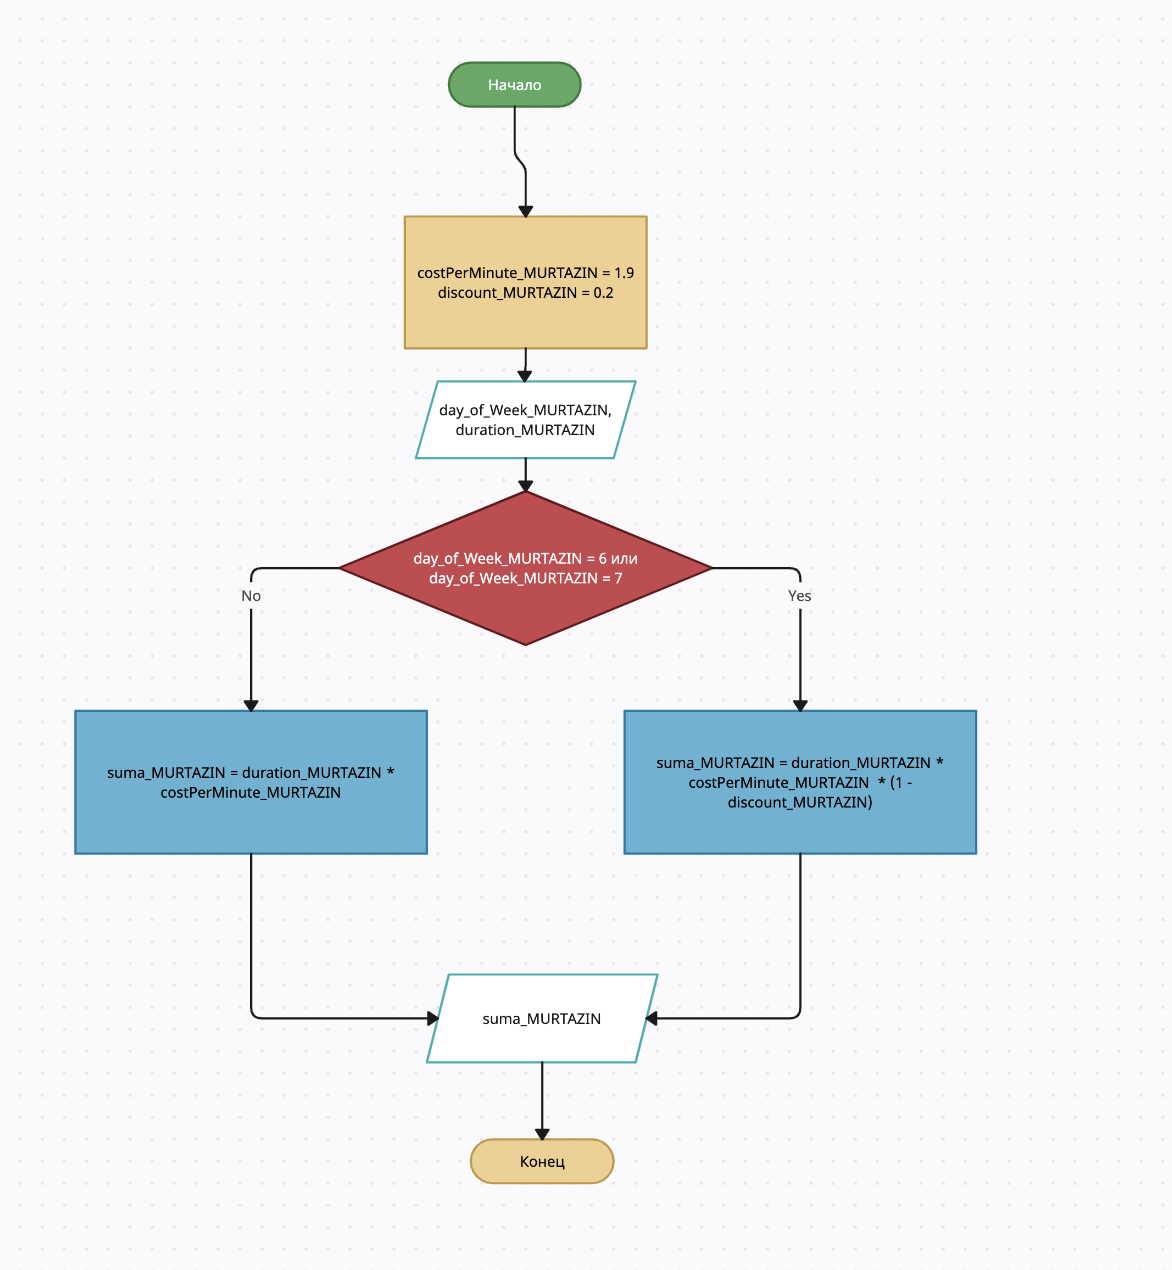 Начало
costPerMinute_MURTAZIN = 1.9
discount_MURTAZIN = 0.2
day_of_Week_MURTAZIN,
duration_MURTAZIN
day_of_Week_MURTAZIN = 6 или
day_of_Week_MURTAZIN = 7
No
Yes
suma_MURTAZIN = duration_MURTAZIN *
costPerMinute_MURTAZIN
suma_MURTAZIN = duration_MURTAZIN *
costPerMinute_MURTAZIN  * (1 -
discount_MURTAZIN)
suma_MURTAZIN
Конец